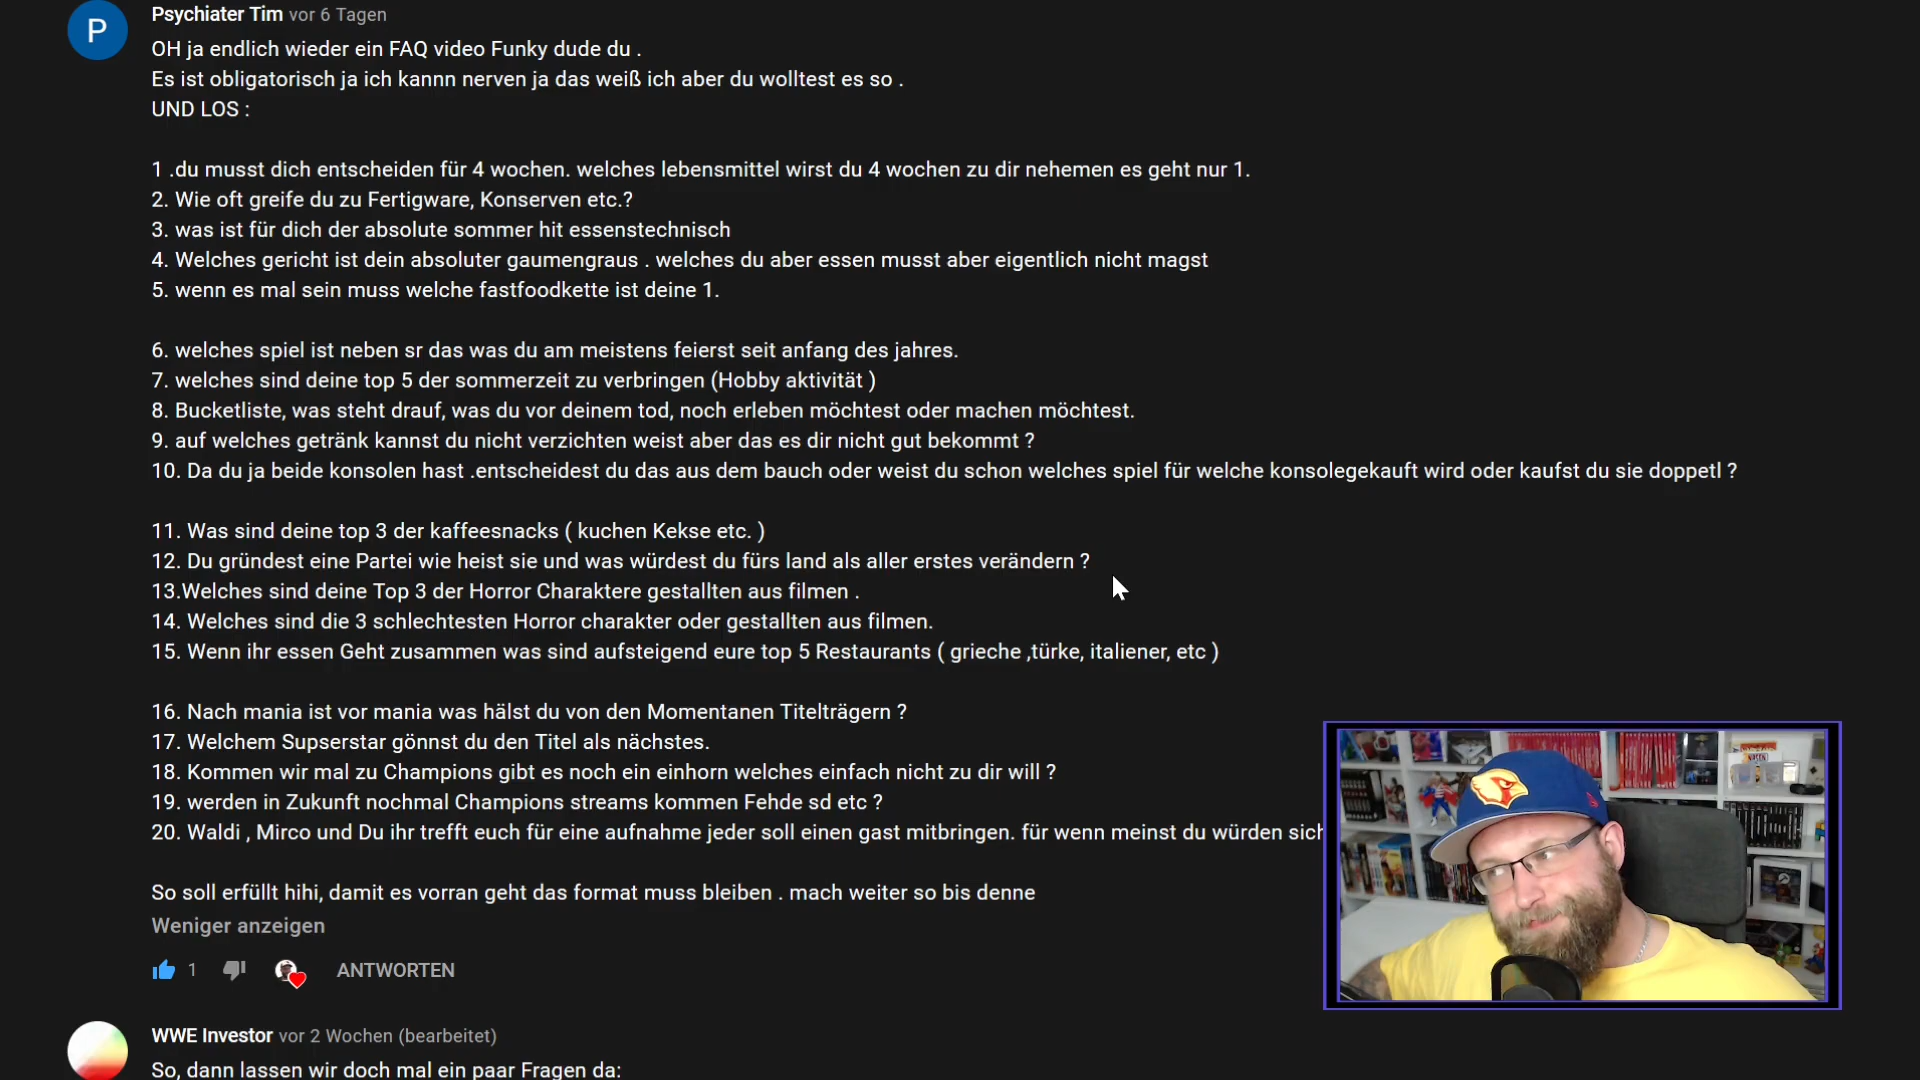 Psychiater Tim vor 6 Tagen
OH ja endlich wieder ein FAQ video Funky dude du .
Es ist obligatorisch ja ich kannn nerven ja das weiß ich aber du wolltest es so .
UND LOS :
1 .du musst dich entscheiden für 4 wochen. welches lebensmittel wirst du 4 wochen zu dir nehemen es geht nur 1.
2. Wie oft greife du zu Fertigware, Konserven etc.?
3. was ist für dich der absolute sommer hit essenstechnisch
4. Welches gericht ist dein absoluter gaumengraus . welches du aber essen musst aber eigentlich nicht magst
5. wenn es mal sein muss welche fastfoodkette ist deine 1.
6. welches spiel ist neben sr das was du am meistens feierst seit anfang des jahres.
7. welches sind deine top 5 der sommerzeit zu verbringen (Hobby aktivität )
8. Bucketliste, was steht drauf, was du vor deinem tod, noch erleben möchtest oder machen möchtest.
9. auf welches getränk kannst du nicht verzichten weist aber das es dir nicht gut bekommt ?
10. Da du ja beide konsolen hast .entscheidest du das aus dem bauch oder weist du schon welches spiel für welche konsolegekauft wird oder kaufst du sie doppetl ?
11. Was sind deine top 3 der kaffeesnacks ( kuchen Kekse etc. )
12. Du gründest eine Partei wie heist sie und was würdest du fürs land als aller erstes verändern ?
13.Welches sind deine Top 3 der Horror Charaktere gestallten aus filmen .
14. Welches sind die 3 schlechtesten Horror charakter oder gestallten aus filmen.
15. Wenn ihr essen Geht zusammen was sind aufsteigend eure top 5 Restaurants ( grieche ,türke, italiener, etc )
16. Nach mania ist vor mania was hälst du von den Momentanen Titelträgern ?
17. Welchem Supserstar gönnst du den Titel als nächstes.
18. Kommen wir mal zu Champions gibt es noch ein einhorn welches einfach nicht zu dir will ?
19. werden in Zukunft nochmal Champions streams kommen Fehde sd etc ?
20. Waldi , Mirco und Du ihr trefft euch für eine aufnahme jeder soll einen gast mitbringen. für wenn meinst du würden sich
So soll erfüllt hihi, damit es vorran geht das format muss bleiben . mach weiter so bis denne
Weniger anzeigen
1 ANTWORTEN
WWE Investor vor 2 Wochen (bearbeitet)
So, dann lassen wir doch mal ein paar Fragen da:
P